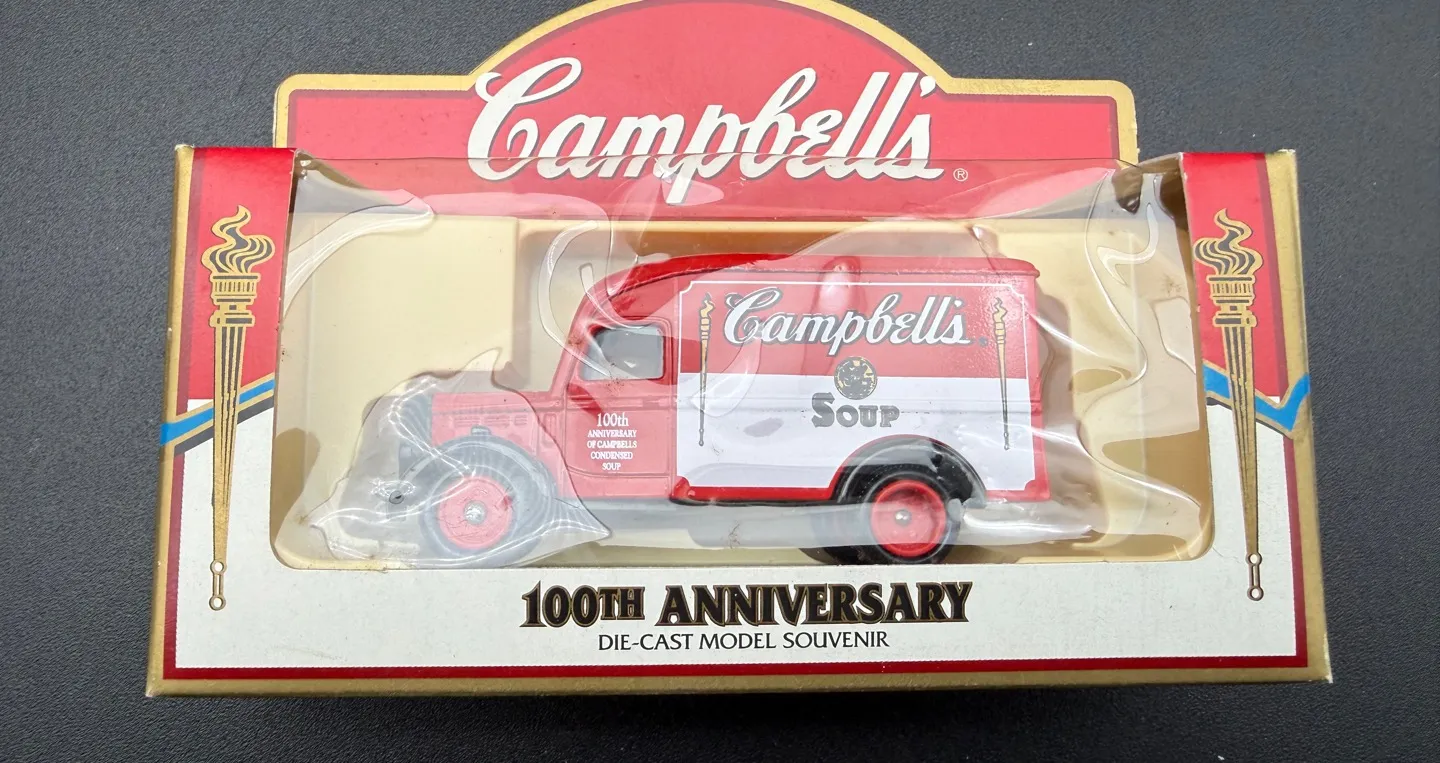 Campbell's®
Campbell's
SOUP
100th
ANNIVERSARY
OF CAMPBELLS
CONDENSED
SOUP
100TH ANNIVERSARY
DIE-CAST MODEL SOUVENIR